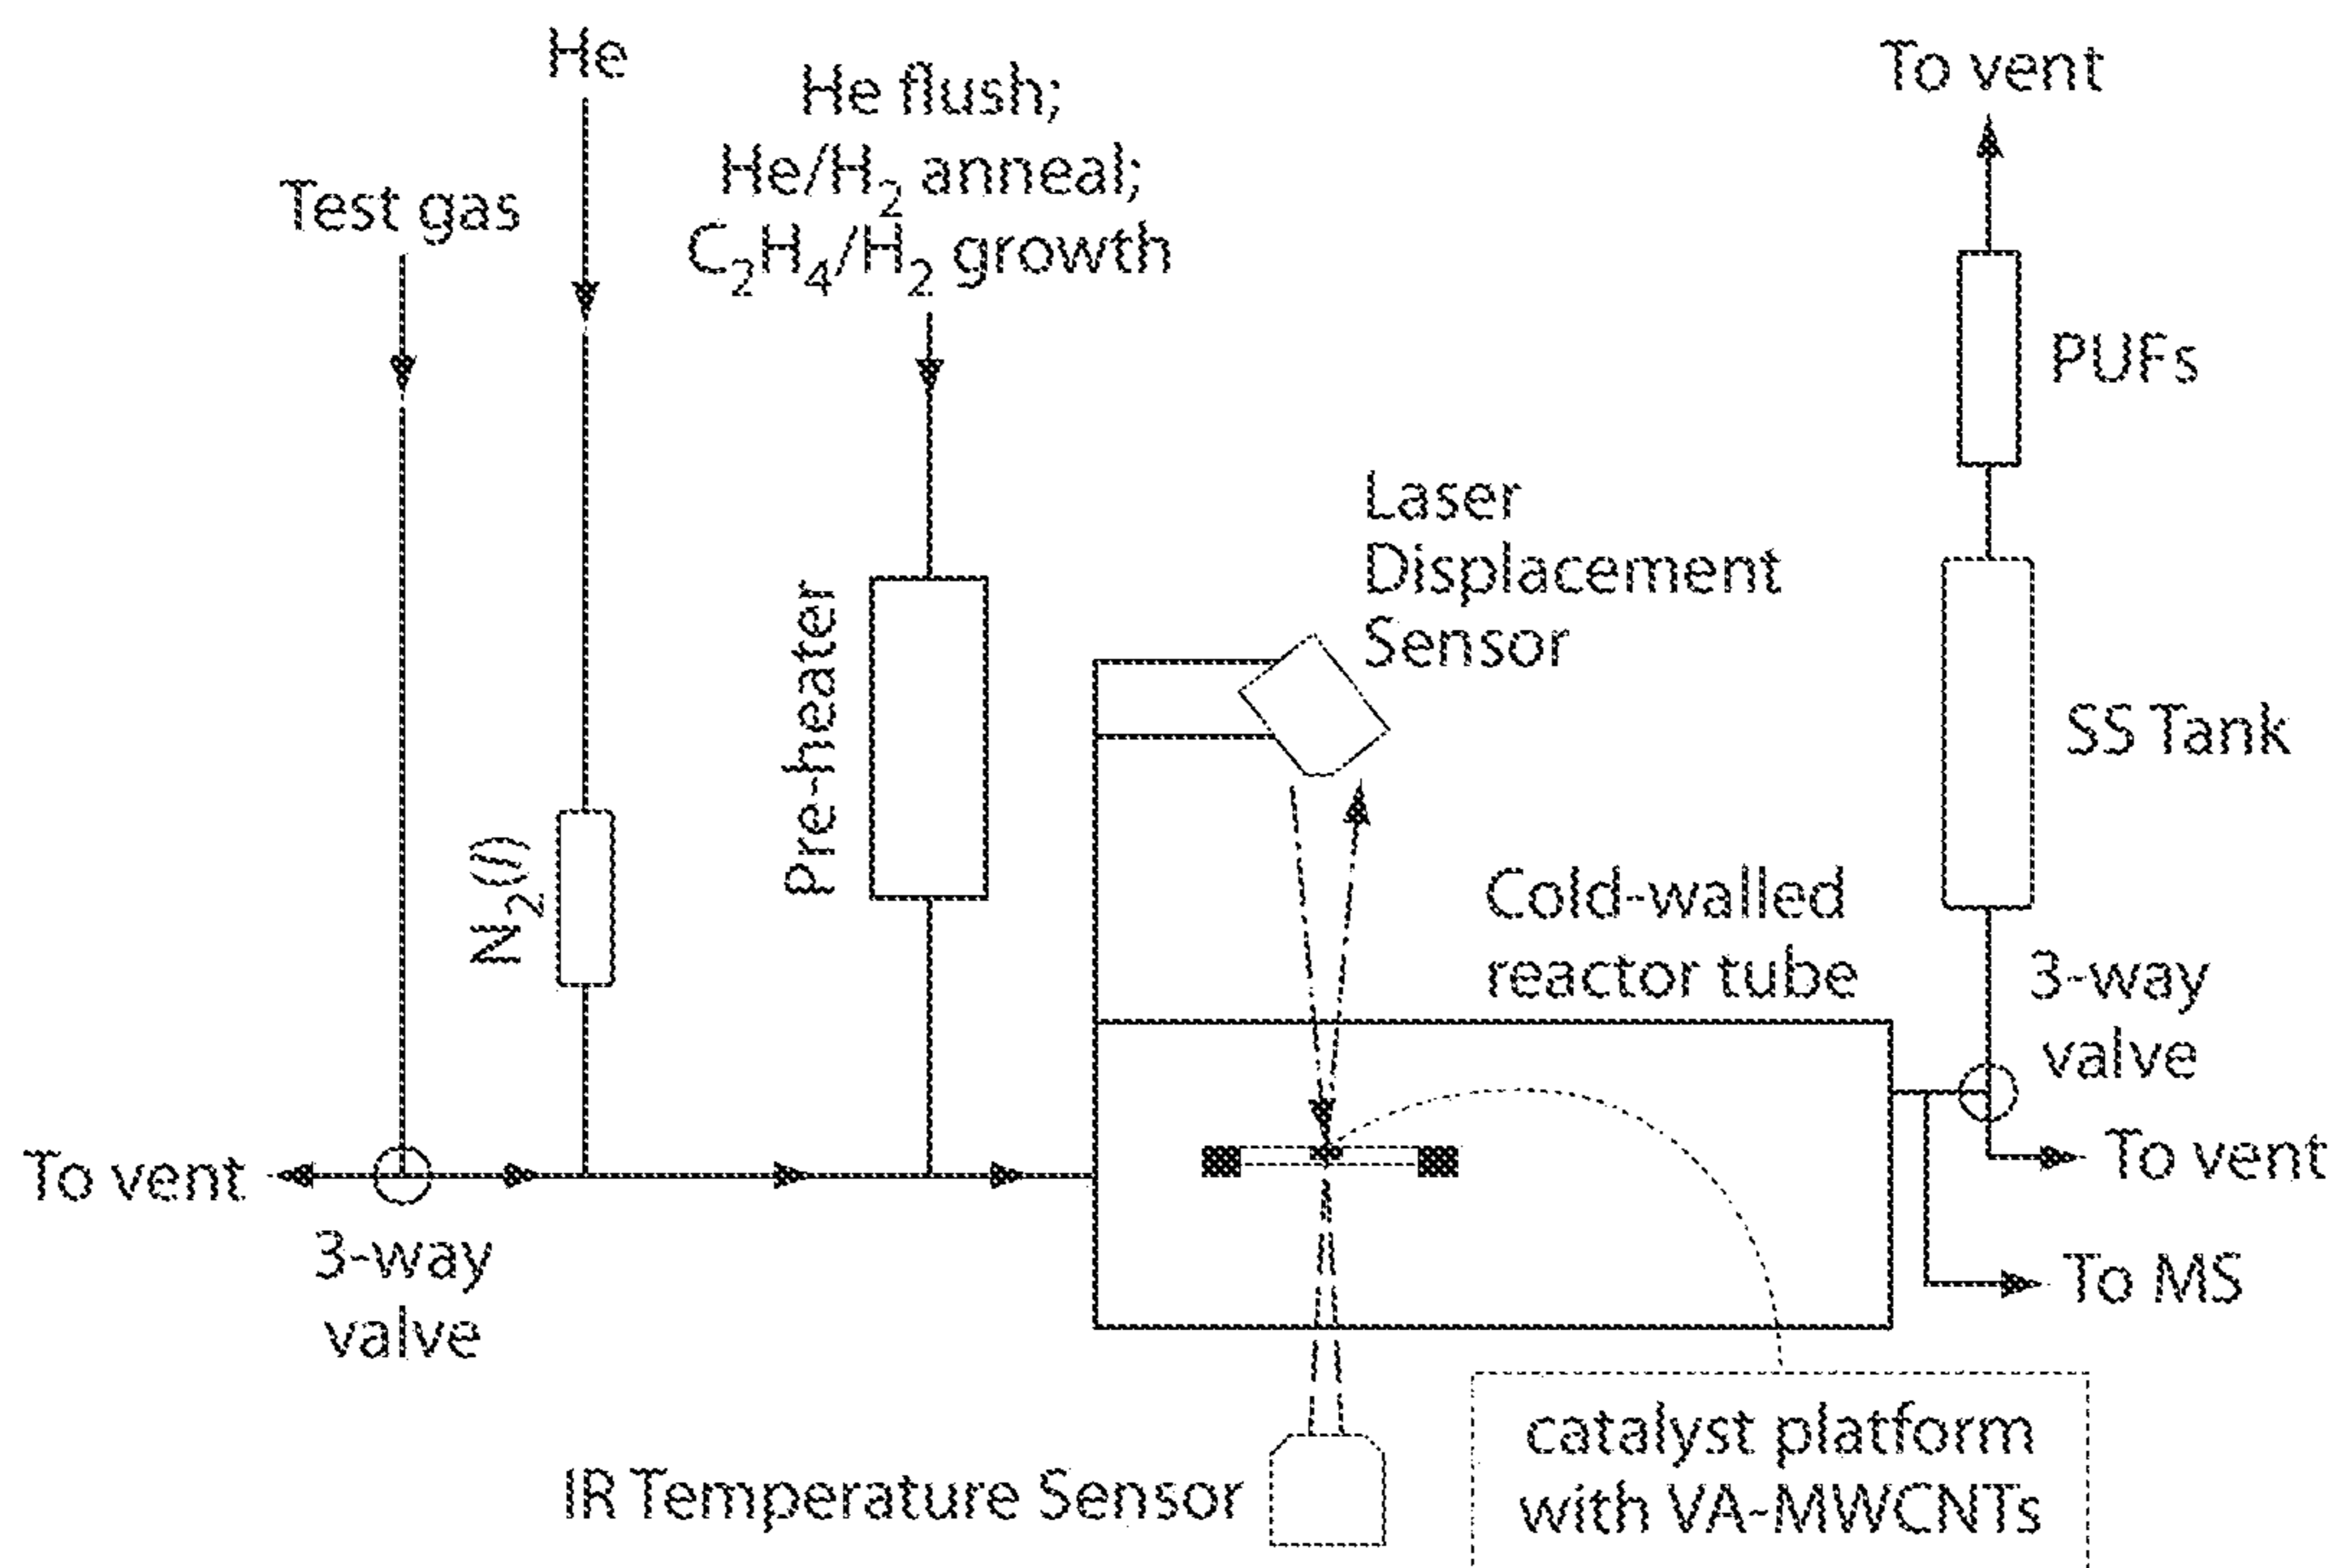 He
To vent
He flush;
He/H₂ anneal;
C₂H₄/H₂ growth
Test gas
PUFs
Laser
Displacement
Sensor
Pre-heater
SS Tank
N₂(l)
Cold-walled
reactor tube
3-way
valve
To vent
To vent
3-way
valve
To MS
catalyst platform
with VA-MWCNTs
IR Temperature Sensor